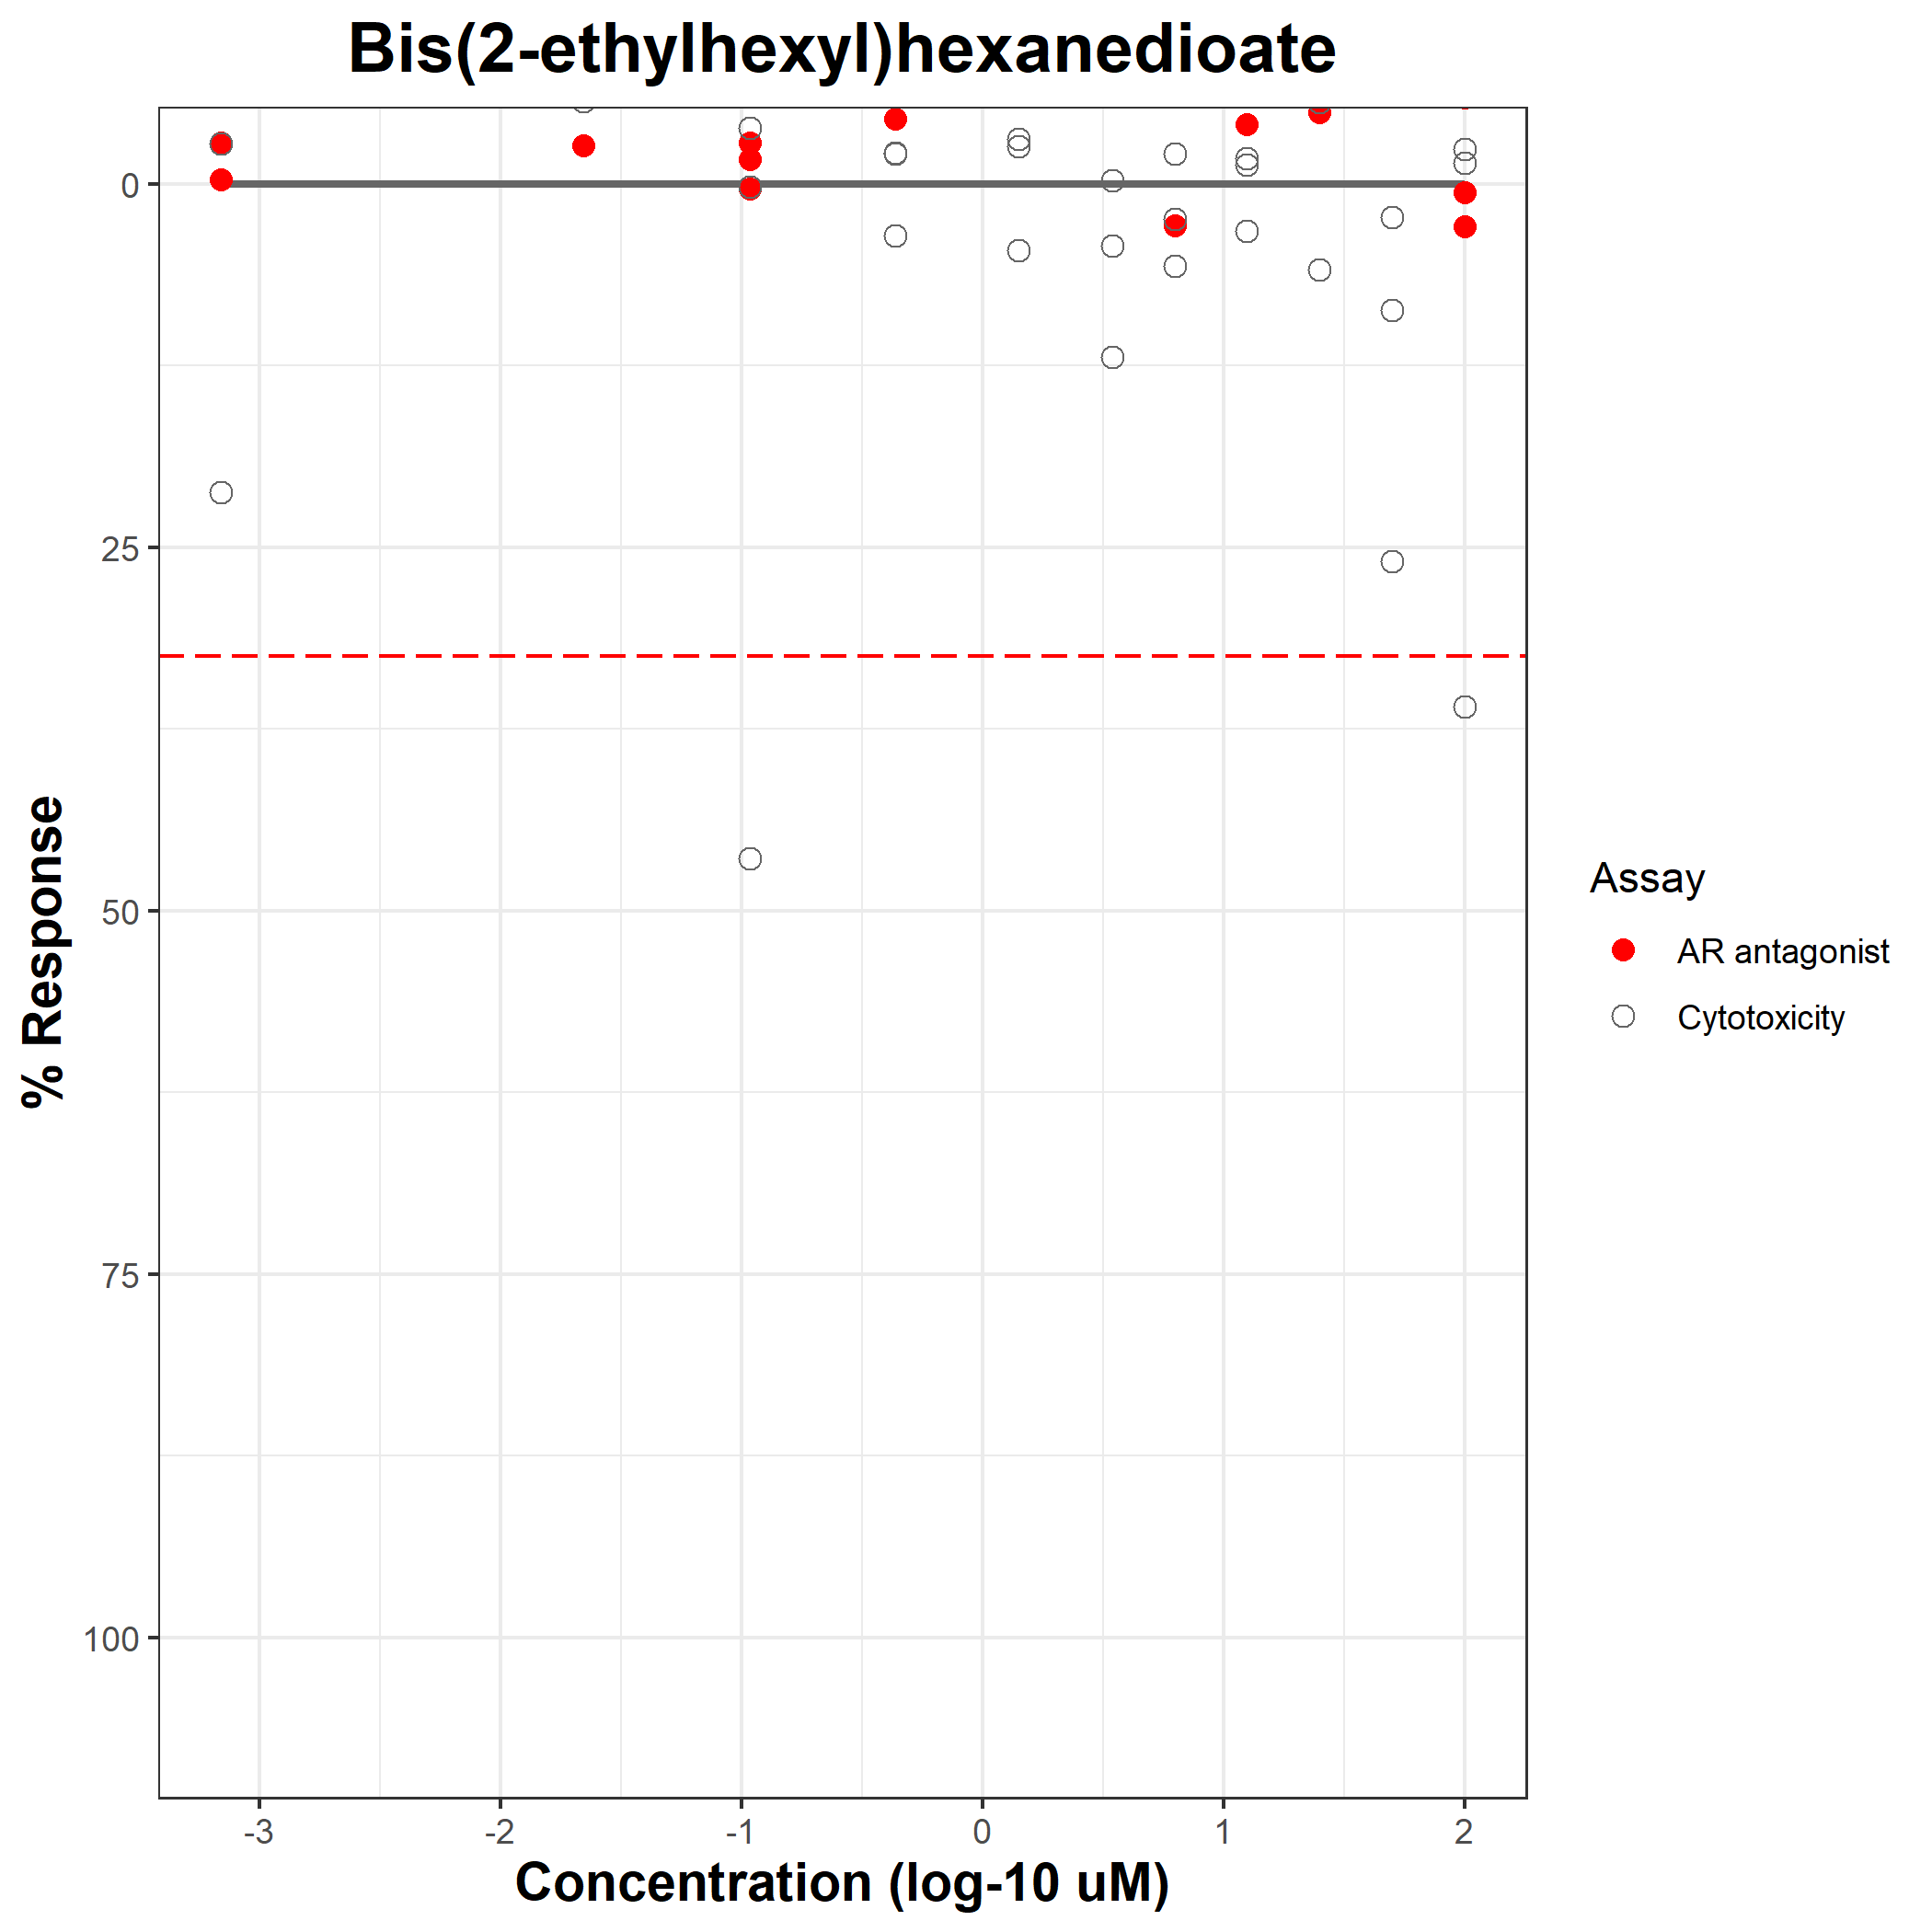 Bis(2-ethylhexyl)hexanedioate
% Response
0
25
50
75
100
-3
-2
-1
0
1
2
Concentration (log-10 uM)
Assay
AR antagonist
Cytotoxicity